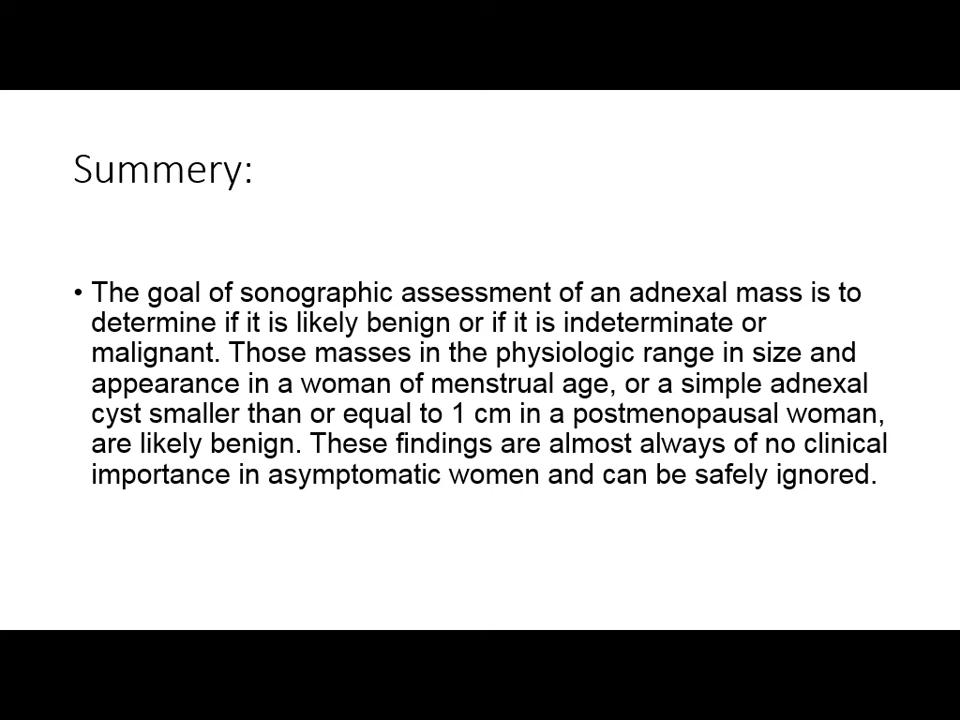 Summery:
• The goal of sonographic assessment of an adnexal mass is to
determine if it is likely benign or if it is indeterminate or
malignant. Those masses in the physiologic range in size and
appearance in a woman of menstrual age, or a simple adnexal
cyst smaller than or equal to 1 cm in a postmenopausal woman,
are likely benign. These findings are almost always of no clinical
importance in asymptomatic women and can be safely ignored.